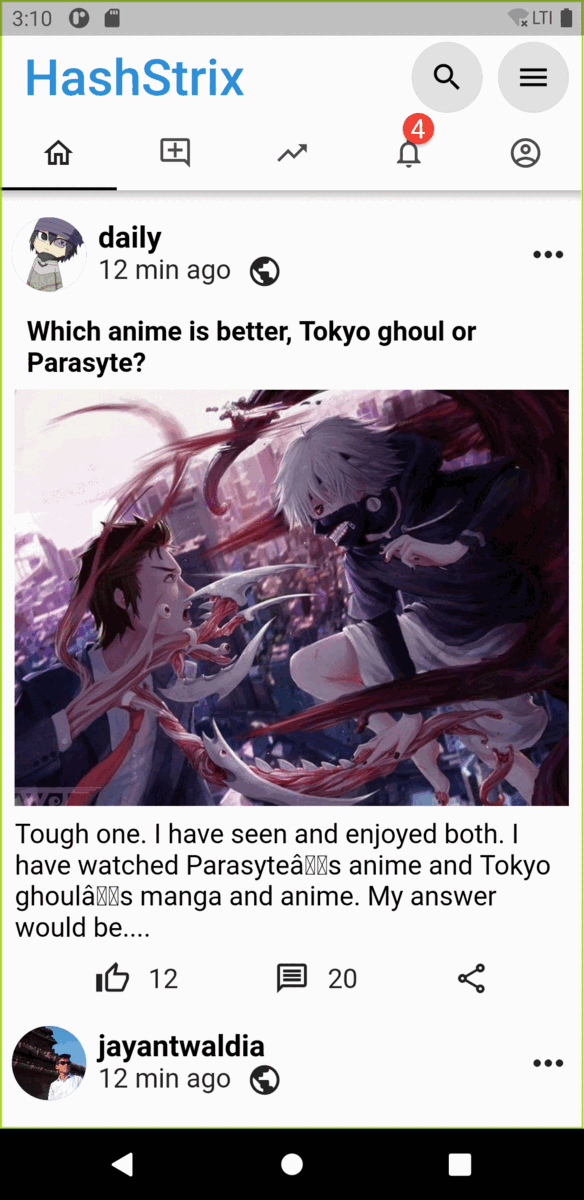 3:10 LTI
HashStrix
4
daily
12 min ago
Which anime is better, Tokyo ghoul or
Parasyte?
Tough one. I have seen and enjoyed both. I
have watched Parasyteâs anime and Tokyo
ghoulâs manga and anime. My answer
would be....
12 20
jayantwaldia
12 min ago